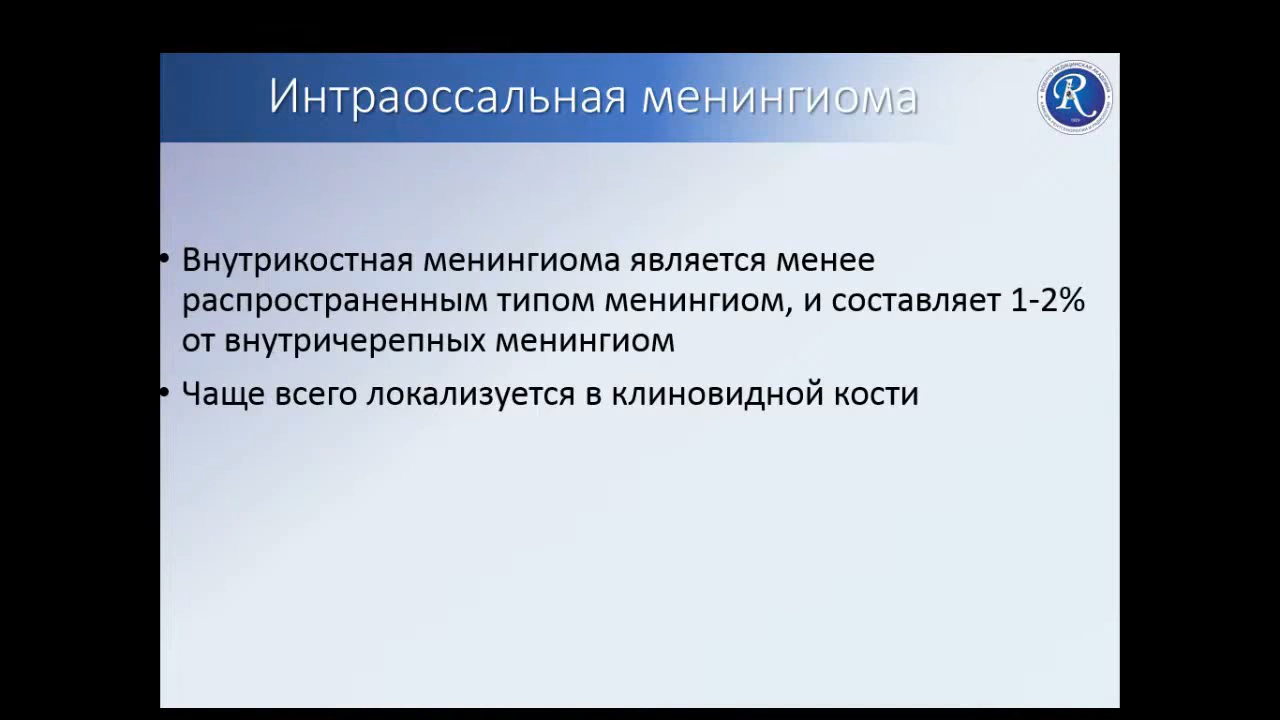 Интраоссальная менингиома
• Внутрикостная менингиома является менее
распространенным типом менингиом, и составляет 1-2%
от внутричерепных менингиом
• Чаще всего локализуется в клиновидной кости
R